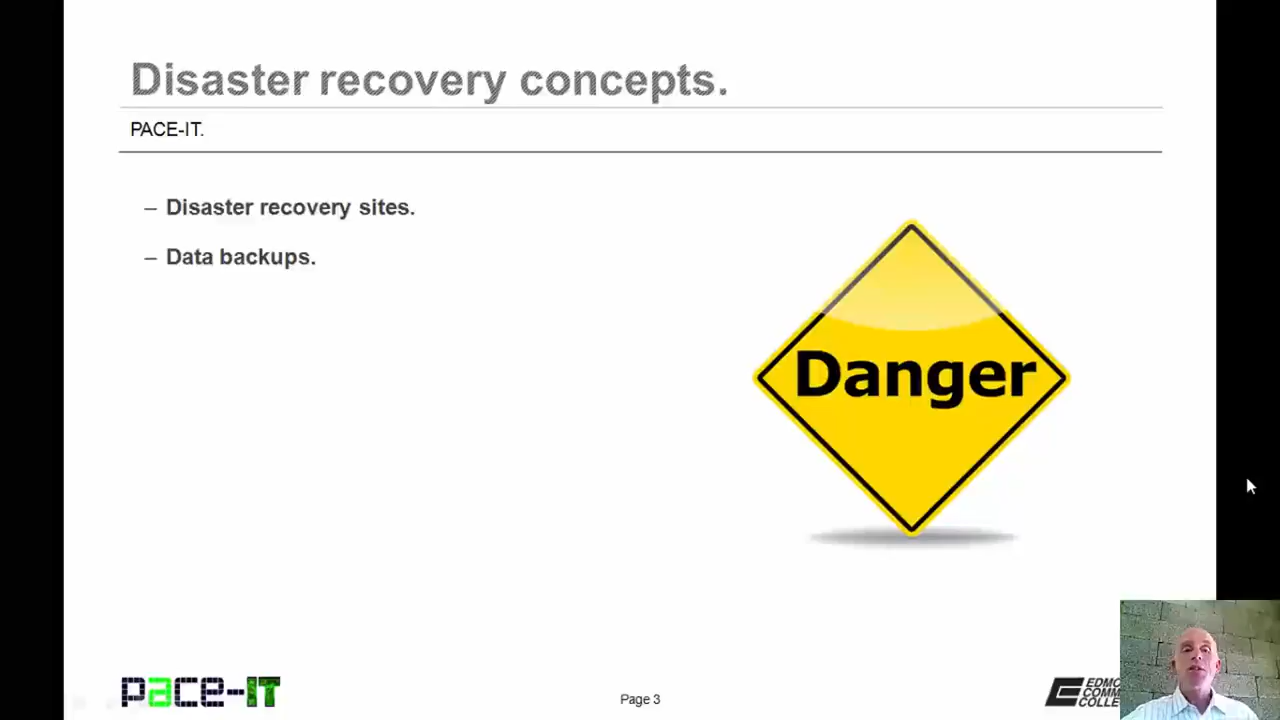 Disaster recovery concepts.
PACE-IT.
– Disaster recovery sites.
– Data backups.
Danger
pace-IT
Page 3